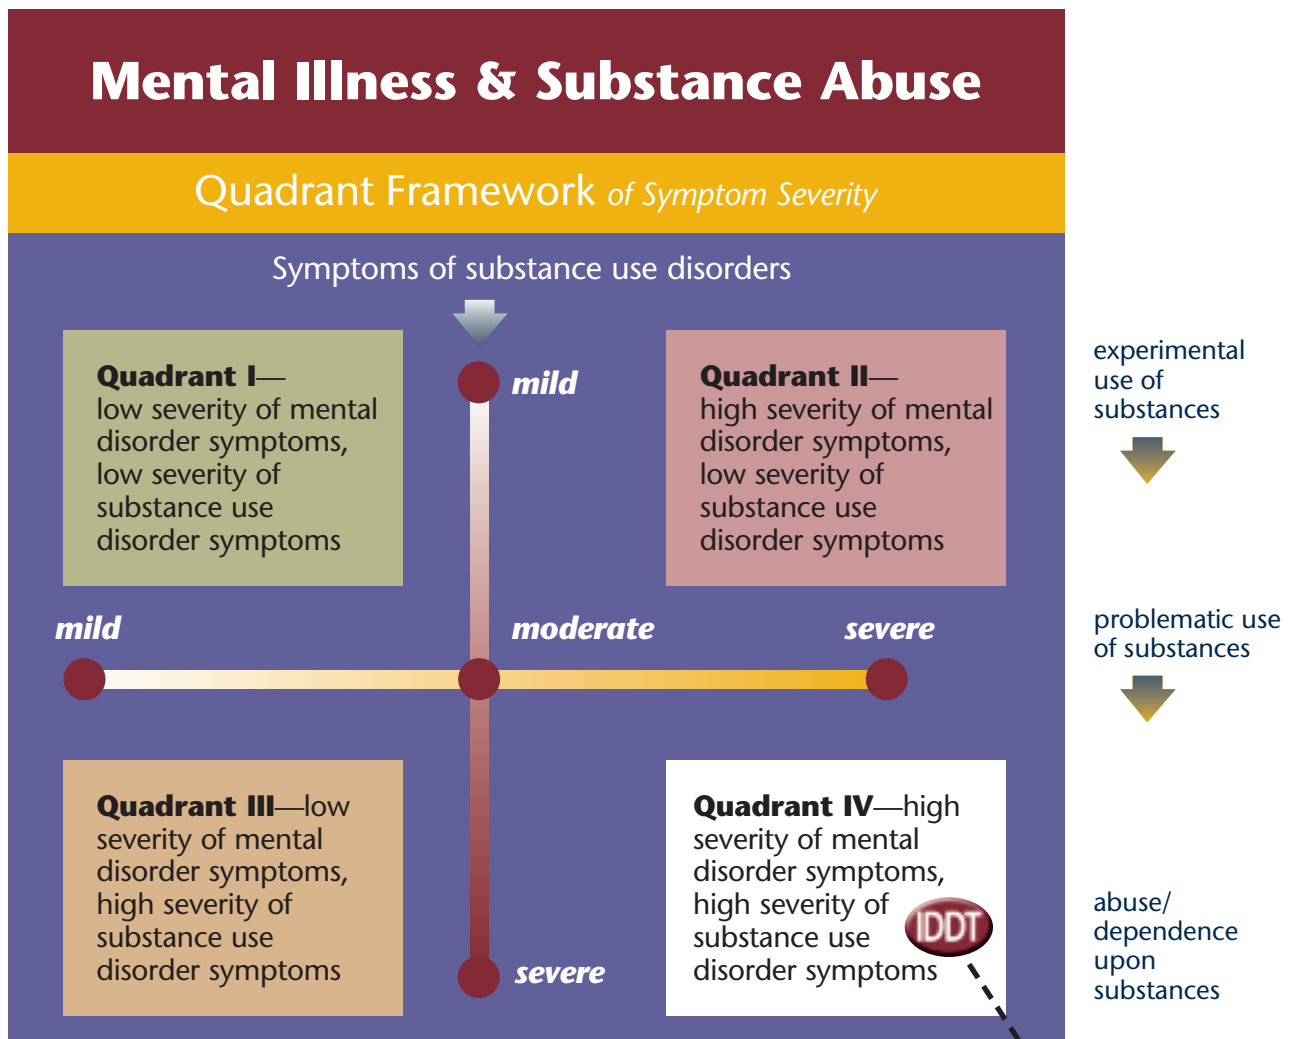 Mental Illness & Substance Abuse
Quadrant Framework of Symptom Severity
Symptoms of substance use disorders
Quadrant I—
low severity of mental
disorder symptoms,
low severity of
substance use
disorder symptoms
mild
Quadrant II—
high severity of mental
disorder symptoms,
low severity of
substance use
disorder symptoms
experimental
use of
substances
mild
moderate
severe
problematic use
of substances
Quadrant III—low
severity of mental
disorder symptoms,
high severity of
substance use
disorder symptoms
severe
Quadrant IV—high
severity of mental
disorder symptoms,
high severity of
substance use
disorder symptoms
IDDT
abuse/
dependence
upon
substances